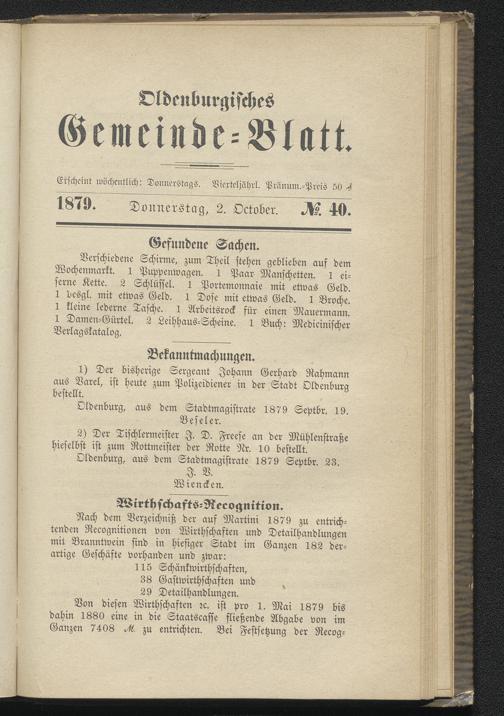 Oldenburgisches
Gemeinde-Blatt.
Erscheint wöchentlich: Donnerstags. Vierteljährl. Pränum.-Preis 50 ₰
1879. Donnerstag, 2. October. № 40.
Gefundene Sachen.
Verschiedene Schirme, zum Theil stehen geblieben auf dem
Wochenmarkt. 1 Puppenwagen. 1 Paar Manschetten. 1 ei-
serne Kette. 2 Schlüssel. 1 Portemonnaie mit etwas Geld.
1 desgl. mit etwas Geld. 1 Dose mit etwas Geld. 1 Broche.
1 kleine lederne Tasche. 1 Arbeitsrock für einen Mauermann.
1 Damen-Gürtel. 2 Leihhaus-Scheine. 1 Buch: Medicinischer
Verlagskatalog.
Bekanntmachungen.
1) Der bisherige Sergeant Johann Gerhard Rahmann
aus Varel, ist heute zum Polizeidiener in der Stadt Oldenburg
bestellt.
Oldenburg, aus dem Stadtmagistrate 1879 Septbr. 19.
Beseler.
2) Der Tischlermeister J. D. Freese an der Mühlenstraße
hieselbst ist zum Rottmeister der Rotte Nr. 10 bestellt.
Oldenburg, aus dem Stadtmagistrate 1879 Septbr. 23.
J. V.
Wiencken.
Wirthschafts-Recognition.
Nach dem Verzeichniß der auf Martini 1879 zu entrich-
tenden Recognitionen von Wirthschaften und Detailhandlungen
mit Branntwein sind in hiesiger Stadt im Ganzen 182 der-
artige Geschäfte vorhanden und zwar:
115 Schänkwirthschaften,
38 Gastwirthschaften und
29 Detailhandlungen.
Von diesen Wirthschaften ꝛc. ist pro 1. Mai 1879 bis
dahin 1880 eine in die Staatscasse fließende Abgabe von im
Ganzen 7408 ℳ zu entrichten. Bei Festsetzung der Recog-